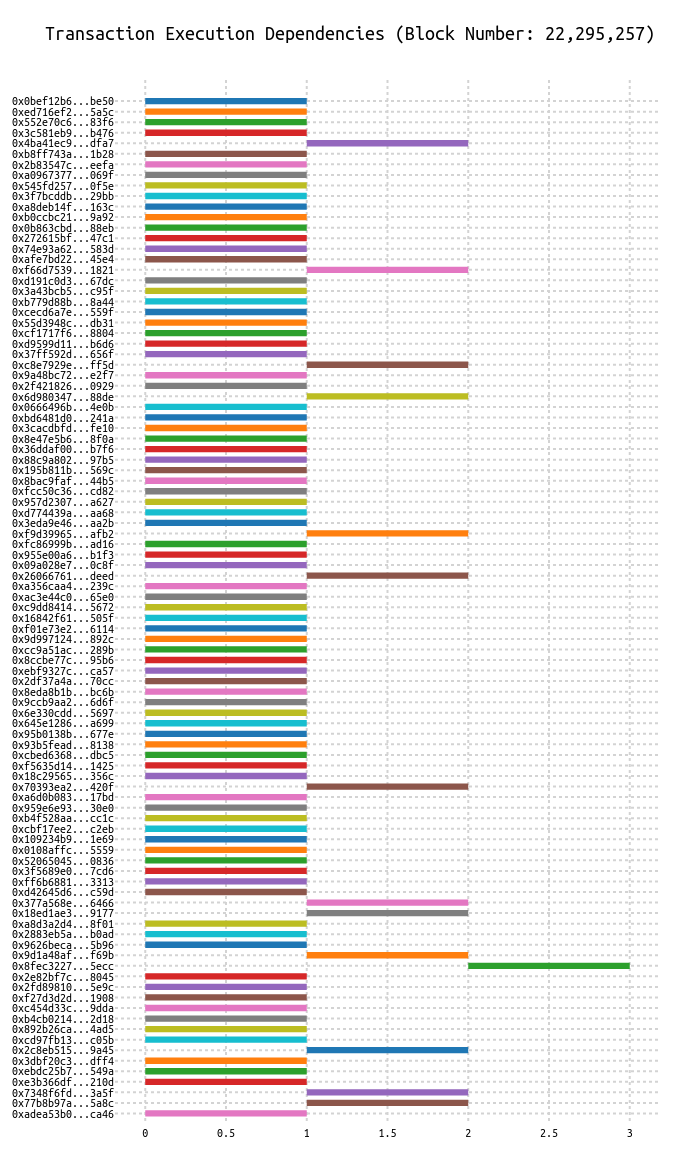 Transaction Execution Dependencies (Block Number: 22,295,257)
0x0bef12b6...be50
0xed716ef2...5a5c
0x552e70c6...83f6
0x3c581eb9...b476
0x4ba41ec9...dfa7
0xb8ff743a...1b28
0x2b83547c...eefa
0xa0967377...069f
0x545fd257...0f5e
0x3f7bcddb...29bb
0xa8deb14f...163c
0xb0ccbc21...9a92
0x0b863cbd...88eb
0x272615bf...47c1
0x74e93a62...583d
0xafe7bd22...45e4
0xf66d7539...1821
0xd191c0d3...67dc
0x3a43bcb5...c95f
0xb779d88b...8a44
0xcecd6a7e...559f
0x55d3948c...db31
0xcf1717f6...8804
0xd9599d11...b6d6
0x37ff592d...656f
0xc8e7929e...ff5d
0x9a48bc72...e2f7
0x2f421826...0929
0x6d980347...88de
0x0666496b...4e0b
0xbd6481d0...241a
0x3cacdbfd...fe10
0x8e47e5b6...8f0a
0x36ddaf00...b7f6
0x88c9a802...97b5
0x195b811b...569c
0x8bac9faf...44b5
0xfcc50c36...cd82
0x957d2307...a627
0xd774439a...aa68
0x3eda9e46...aa2b
0xf9d39965...afb2
0xfc86999b...ad16
0x955e00a6...b1f3
0x09a028e7...0c8f
0x26066761...deed
0xa356caa4...239c
0xac3e44c0...65e0
0xc9dd8414...5672
0x16842f61...505f
0xf01e73e2...6114
0x9d997124...892c
0xcc9a51ac...289b
0x8ccbe77c...95b6
0xebf9327c...ca57
0x2df37a4a...70cc
0x8eda8b1b...bc6b
0x9ccb9aa2...6d6f
0x6e330cdd...5697
0x645e1286...a699
0x95b0138b...677e
0x93b5fead...8138
0xcbed6368...dbc5
0xf5635d14...1425
0x18c29565...356c
0x70393ea2...420f
0xa6d0b083...17bd
0x959e6e93...30e0
0xb4f528aa...cc1c
0xcbf17ee2...c2eb
0x109234b9...1e69
0x0108affc...5559
0x52065045...0836
0x3f5689e0...7cd6
0xff6b6881...3313
0xd42645d6...c59d
0x377a568e...6466
0x18ed1ae3...9177
0xa8d3a2d4...8f01
0x2883eb5a...b0ad
0x9626beca...5b96
0x9d1a48af...f69b
0x8fec3227...5ecc
0x2e82bf7c...8045
0x2fd89810...5e9c
0xf27d3d2d...1908
0xc454d33c...9dda
0xb4cb0214...2d18
0x892b26ca...4ad5
0xcd97fb13...c05b
0x2c8eb515...9a45
0x3dbf20c3...dff4
0xebdc25b7...549a
0xe3b366df...210d
0x7348f6fd...3a5f
0x77b8b97a...5a8c
0xadea53b0...ca46
0 0.5 1 1.5 2 2.5 3